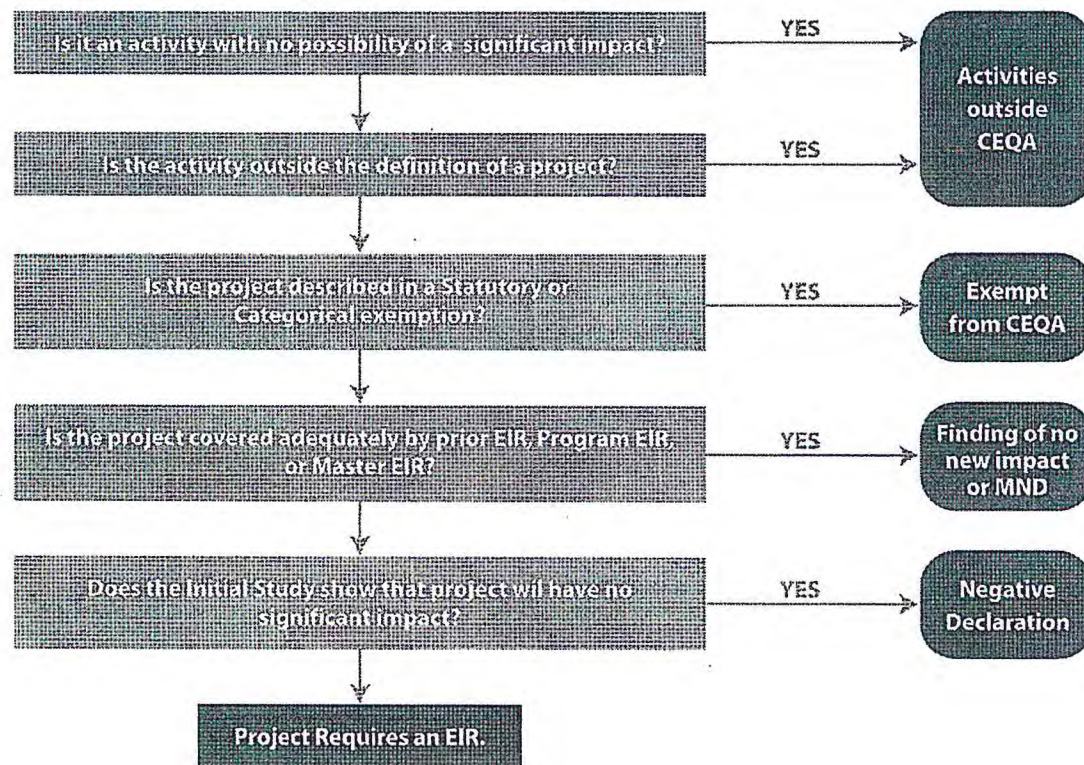 Is it an activity with no possibility of a significant impact?
YES
Activities
outside
CEQA
Is the activity outside the definition of a project?
YES
Is the project described in a Statutory or
Categorical exemption?
YES
Exempt
from CEQA
Is the project covered adequately by prior EIR, Program EIR,
or Master EIR?
YES
Finding of no
new impact
or MND
Does the Initial Study show that project wil have no
significant impact?
YES
Negative
Declaration
Project Requires an EIR.